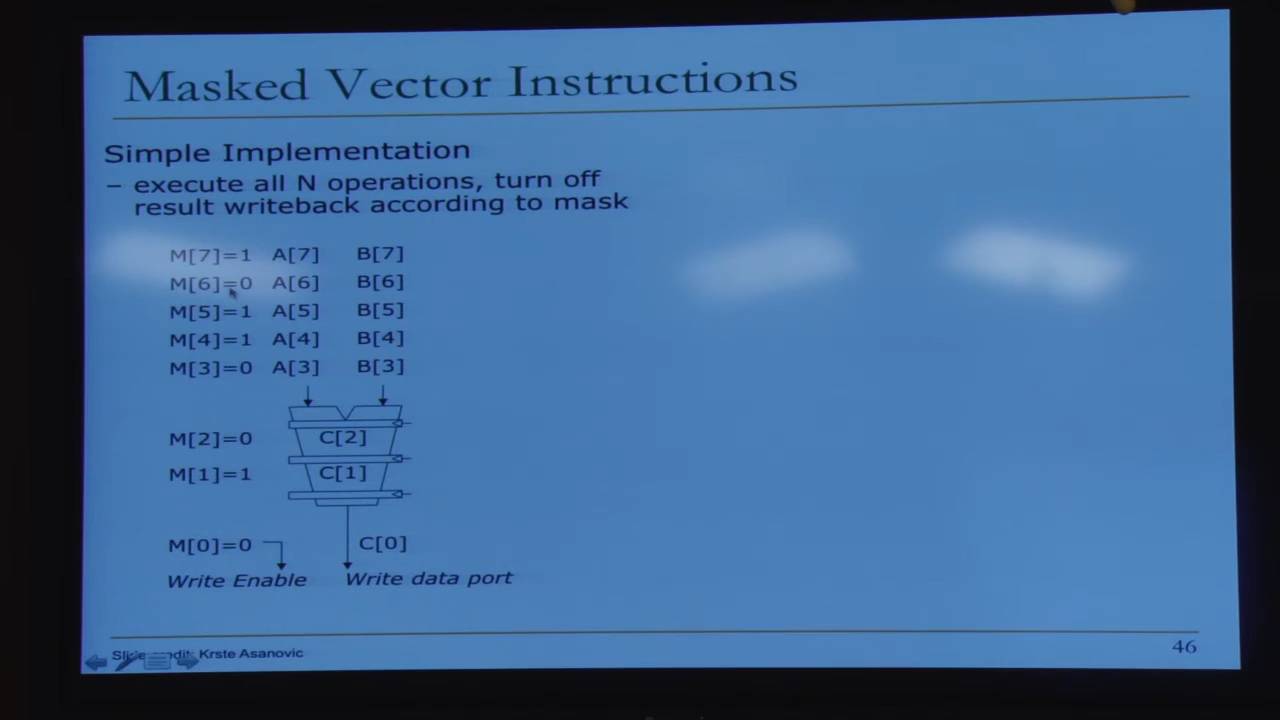 Masked Vector Instructions
Simple Implementation
– execute all N operations, turn off
result writeback according to mask
M[7]=1 A[7] B[7]
M[6]=0 A[6] B[6]
M[5]=1 A[5] B[5]
M[4]=1 A[4] B[4]
M[3]=0 A[3] B[3]
M[2]=0 C[2]
M[1]=1 C[1]
M[0]=0 C[0]
Write Enable Write data port
Slide credit: Krste Asanovic
46